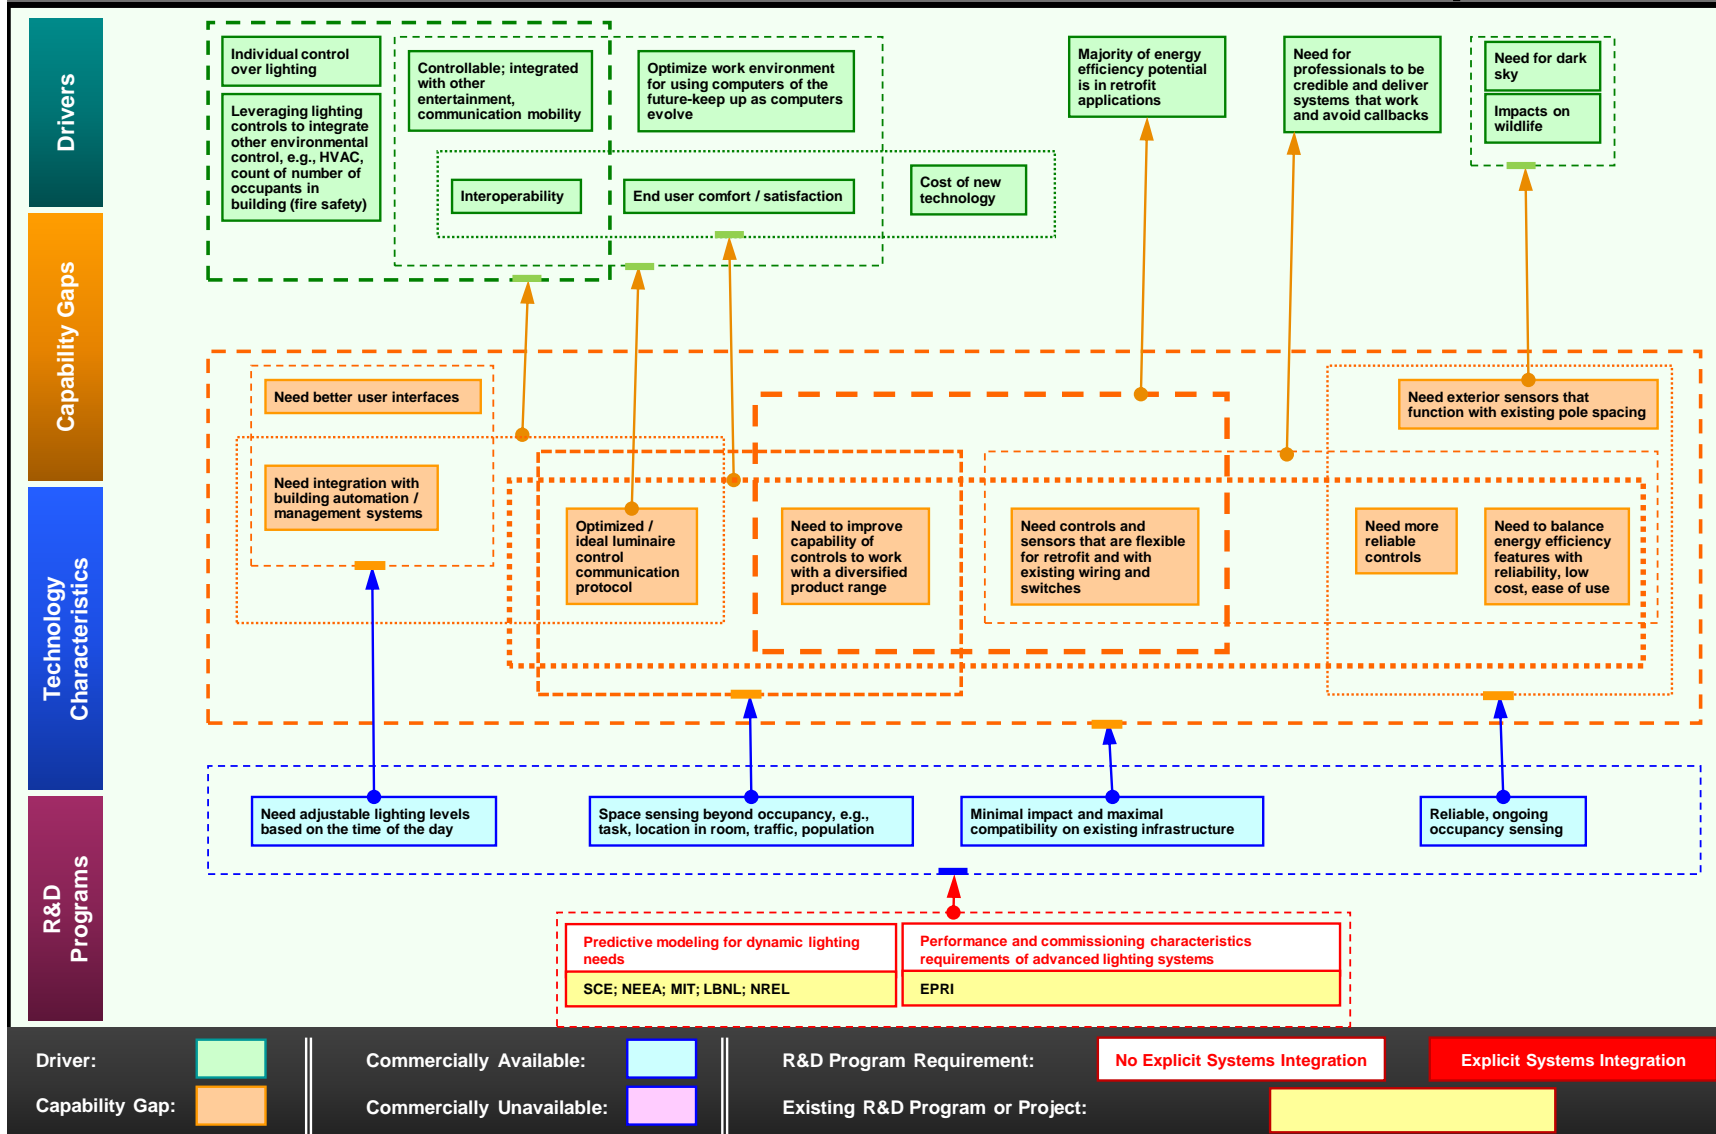 Drivers
Individual control
over lighting
Leveraging lighting
controls to integrate
other environmental
control, e.g., HVAC,
count of number of
occupants in
building (fire safety)
Controllable; integrated
with other
entertainment,
communication mobility
Optimize work environment
for using computers of the
future-keep up as computers
evolve
Interoperability
End user comfort / satisfaction
Cost of new
technology
Majority of energy
efficiency potential
is in retrofit
applications
Need for
professionals to be
credible and deliver
systems that work
and avoid callbacks
Need for dark
sky
Impacts on
wildlife
Capability Gaps
Need better user interfaces
Need integration with
building automation /
management systems
Optimized /
ideal luminaire
control
communication
protocol
Need to improve
capability of
controls to work
with a diversified
product range
Need controls and
sensors that are flexible
for retrofit and with
existing wiring and
switches
Need exterior sensors that
function with existing pole spacing
Need more
reliable
controls
Need to balance
energy efficiency
features with
reliability, low
cost, ease of use
Technology
Characteristics
Need adjustable lighting levels
based on the time of the day
Space sensing beyond occupancy, e.g.,
task, location in room, traffic, population
Minimal impact and maximal
compatibility on existing infrastructure
Reliable, ongoing
occupancy sensing
R&D
Programs
Predictive modeling for dynamic lighting
needs
SCE; NEEA; MIT; LBNL; NREL
Performance and commissioning characteristics
requirements of advanced lighting systems
EPRI
Driver:
Capability Gap:
Commercially Available:
Commercially Unavailable:
R&D Program Requirement:
No Explicit Systems Integration
Explicit Systems Integration
Existing R&D Program or Project: